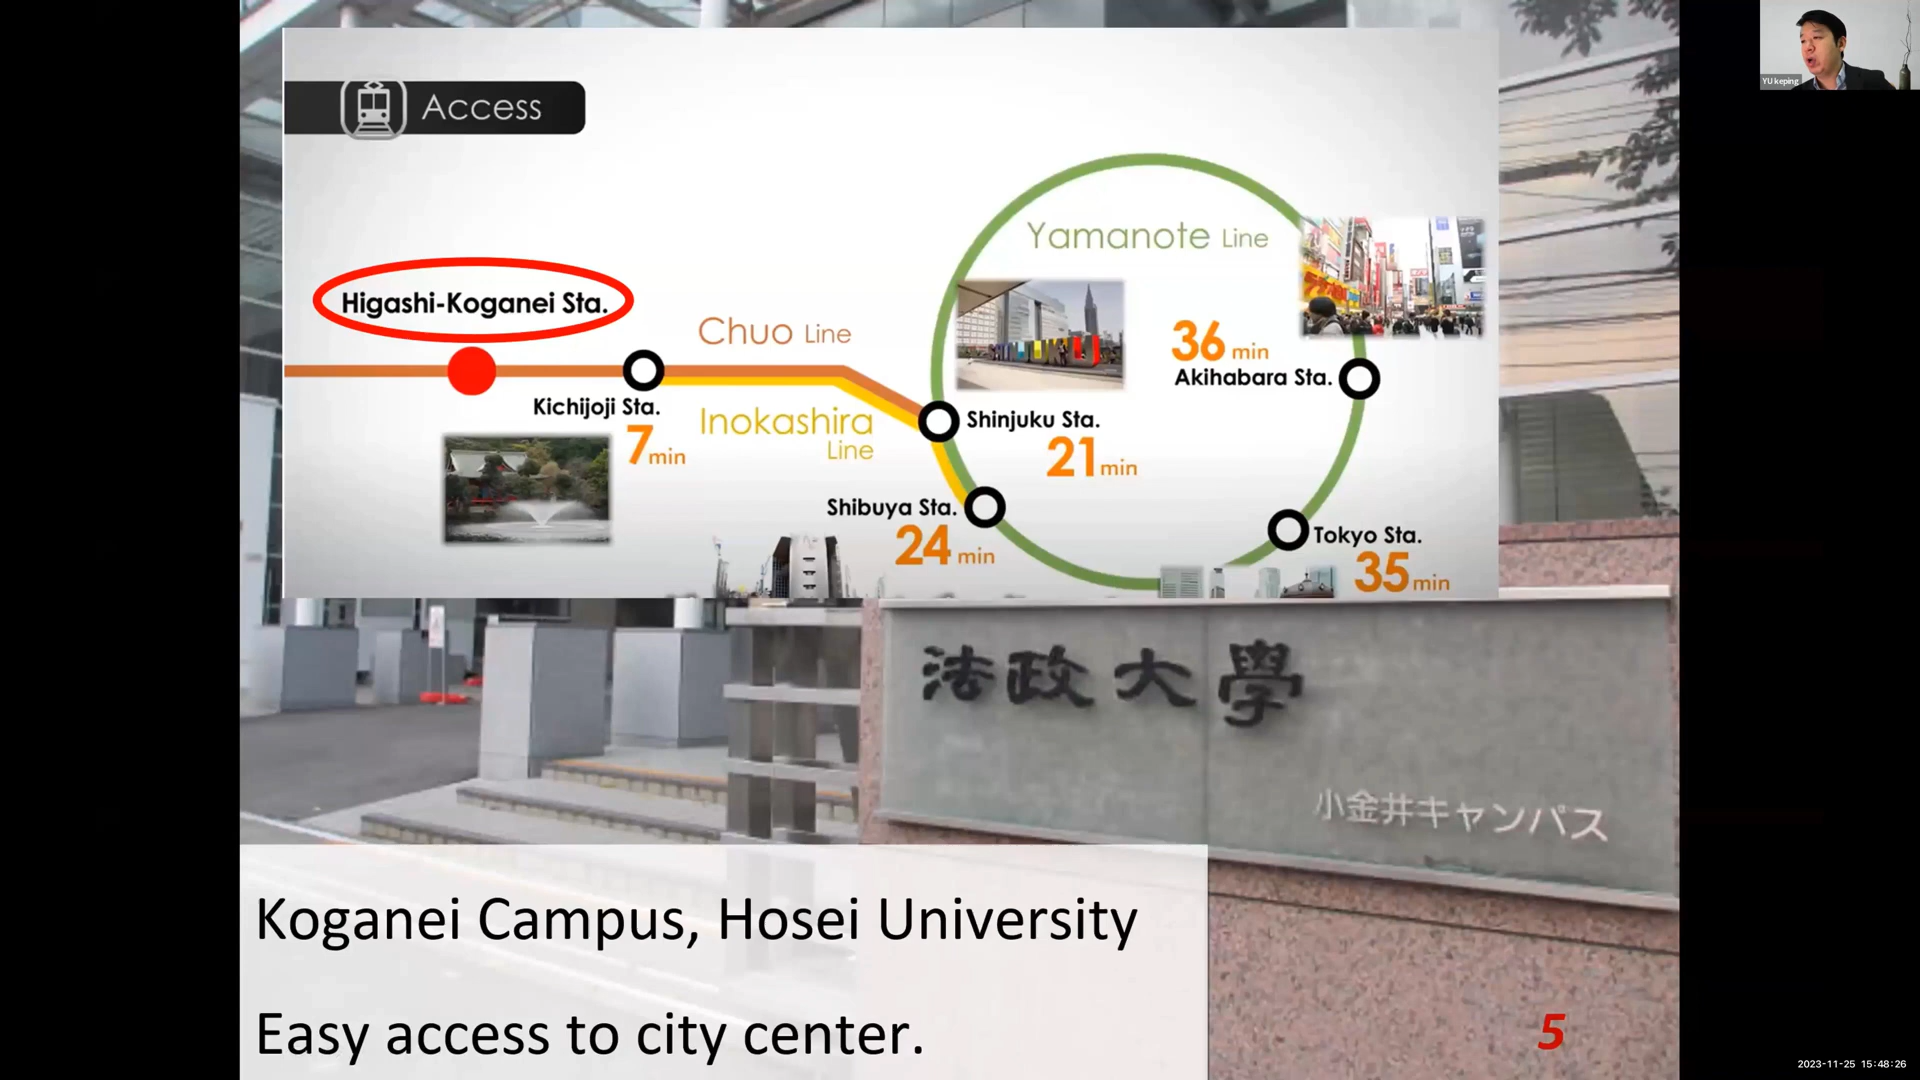 YU keping
Access
Yamanote Line
Higashi-Koganei Sta.
Chuo Line
36 min
Akihabara Sta.
Kichijoji Sta.
7min
Inokashira
Line
Shinjuku Sta.
21min
Shibuya Sta.
24 min
Tokyo Sta.
35min
法政大學
小金井キャンパス
Koganei Campus, Hosei University
Easy access to city center.
5
2023-11-25 15:48:26